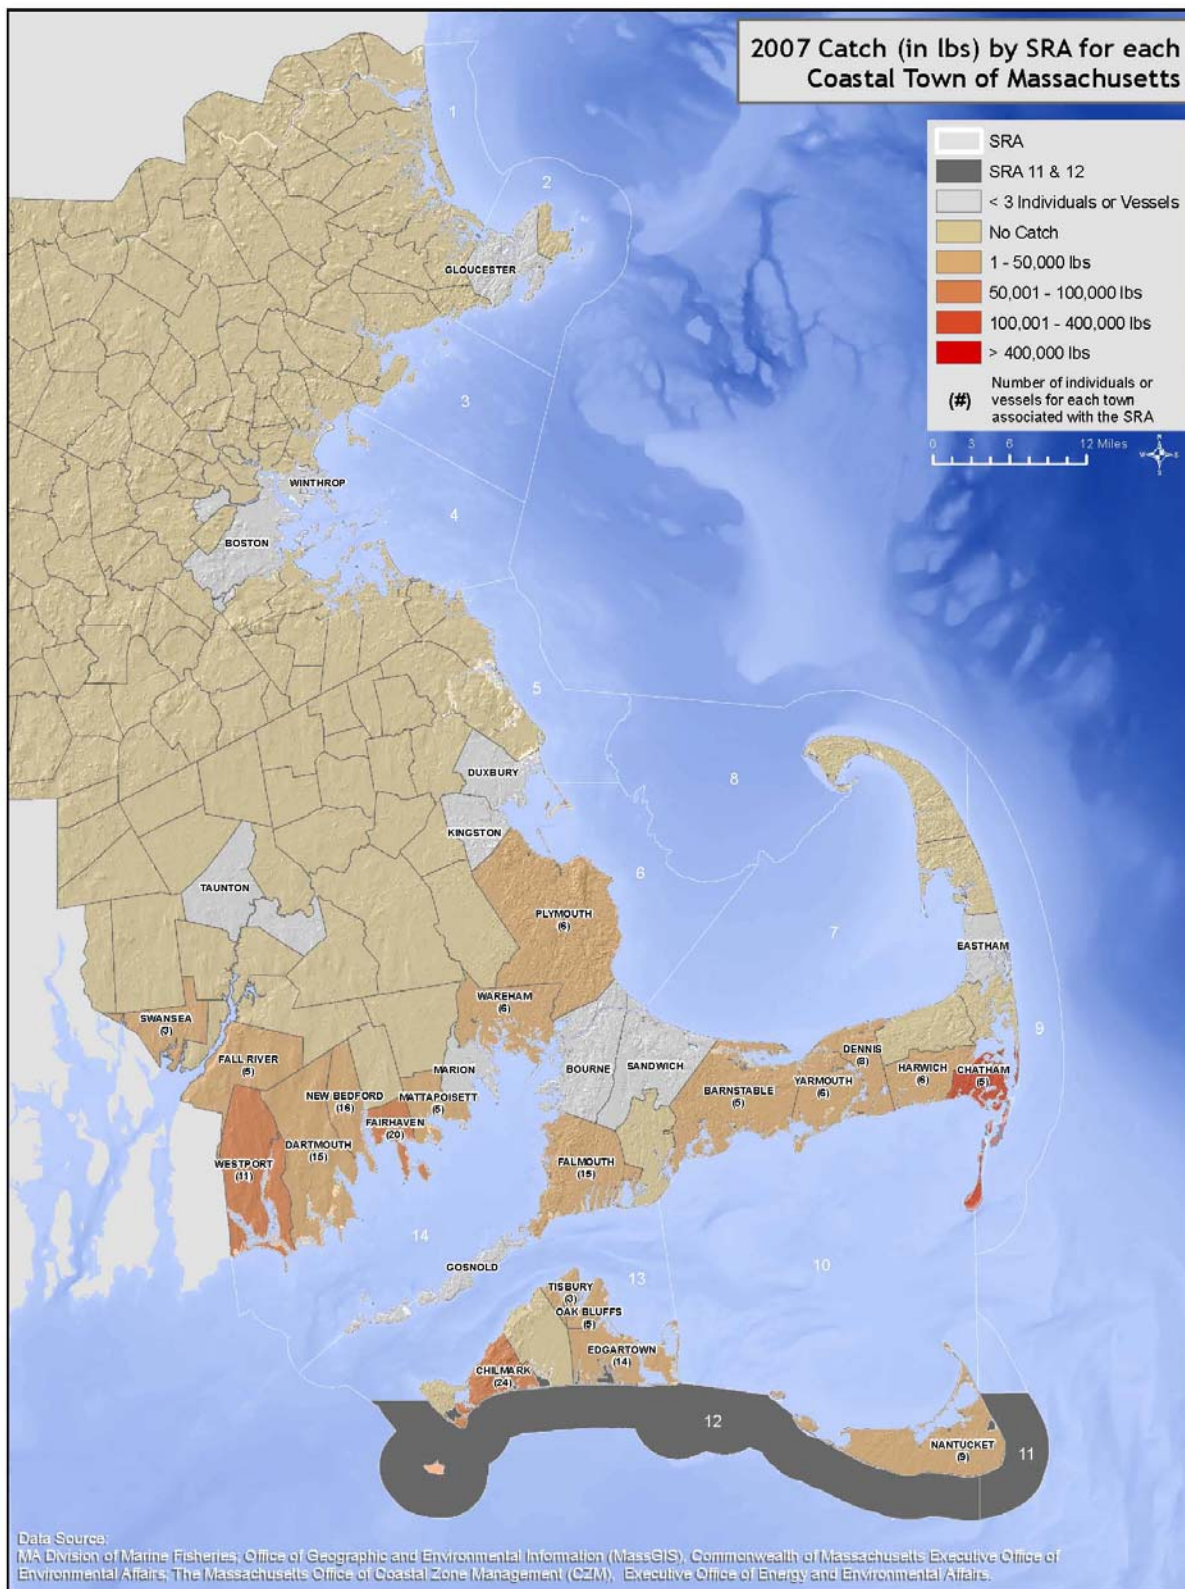 2007 Catch (in lbs) by SRA for each
Coastal Town of Massachusetts
SRA
SRA 11 & 12
< 3 Individuals or Vessels
No Catch
1 - 50,000 lbs
50,001 - 100,000 lbs
100,001 - 400,000 lbs
> 400,000 lbs
(#)
Number of individuals or
vessels for each town
associated with the SRA
0 3 6 12 Miles
N
W E
S
1
2
GLOUCESTER
3
WINTHROP
4
BOSTON
5
DUXBURY
8
KINGSTON
6
TAUNTON
PLYMOUTH
(6)
7
EASTHAM
WAREHAM
(6)
SWANSEA
(3)
9
FALL RIVER
(5)
DENNIS
(8)
MARION
BOURNE
SANDWICH
HARWICH
(6)
CHATHAM
(5)
NEW BEDFORD
(16)
MATTAPOISETT
(5)
BARNSTABLE
(5)
YARMOUTH
(6)
FAIRHAVEN
(20)
DARTMOUTH
(15)
WESTPORT
(11)
FALMOUTH
(15)
14
GOSNOLD
13
10
TISBURY
(3)
OAK BLUFFS
(5)
EDGARTOWN
(14)
CHILMARK
(24)
12
NANTUCKET
(9)
11
Data Source:
MA Division of Marine Fisheries, Office of Geographic and Environmental Information (MassGIS), Commonwealth of Massachusetts Executive Office of
Environmental Affairs, The Massachusetts Office of Coastal Zone Management (CZM), Executive Office of Energy and Environmental Affairs.